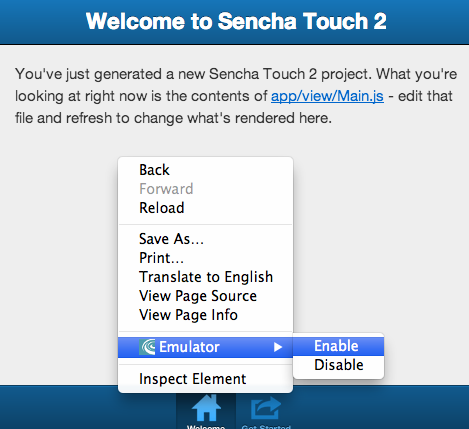 Welcome to Sencha Touch 2
You've just generated a new Sencha Touch 2 project. What you're
looking at right now is the contents of app/view/Main.js - edit that
file and refresh to change what's rendered here.
Back
Forward
Reload
Save As...
Print...
Translate to English
View Page Source
View Page Info
Emulator
Enable
Disable
Inspect Element
Welcome
Get Started